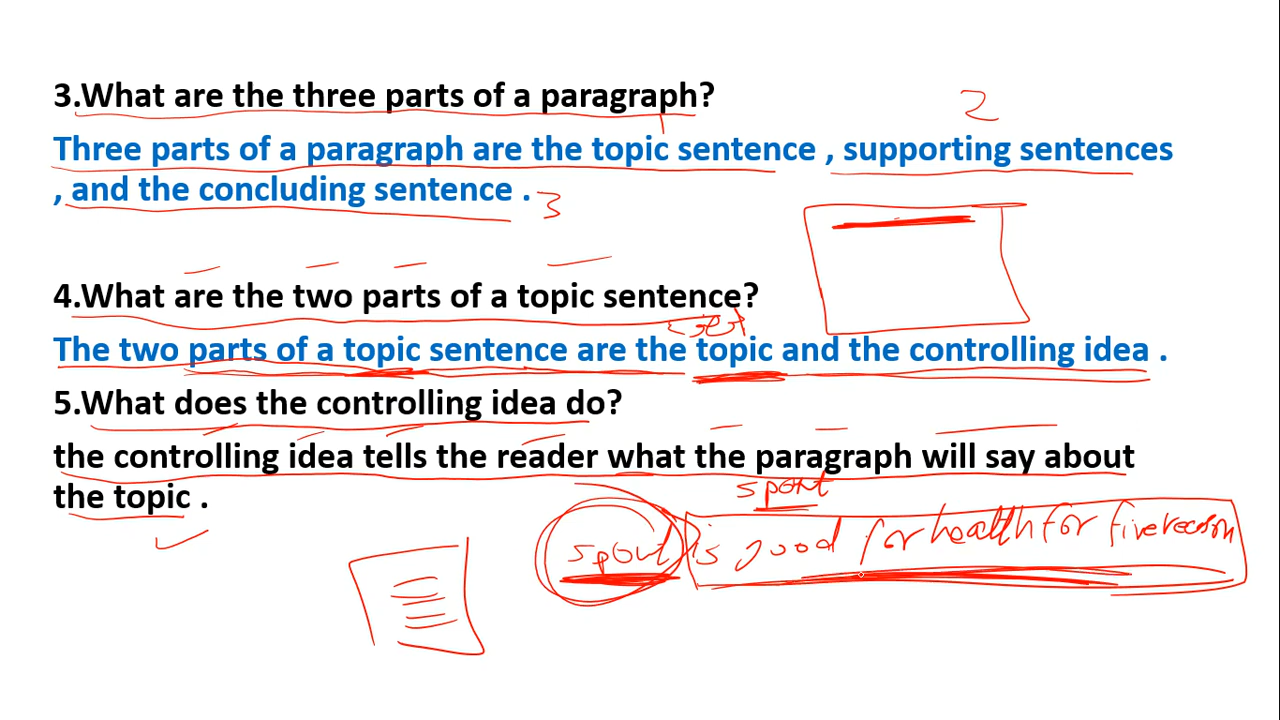 3.What are the three parts of a paragraph?
2
Three parts of a paragraph are the topic sentence , supporting sentences
, and the concluding sentence .
3
4.What are the two parts of a topic sentence?
The two parts of a topic sentence are the topic and the controlling idea .
5.What does the controlling idea do?
the controlling idea tells the reader what the paragraph will say about
the topic .
sport
sport is good for health for five reason